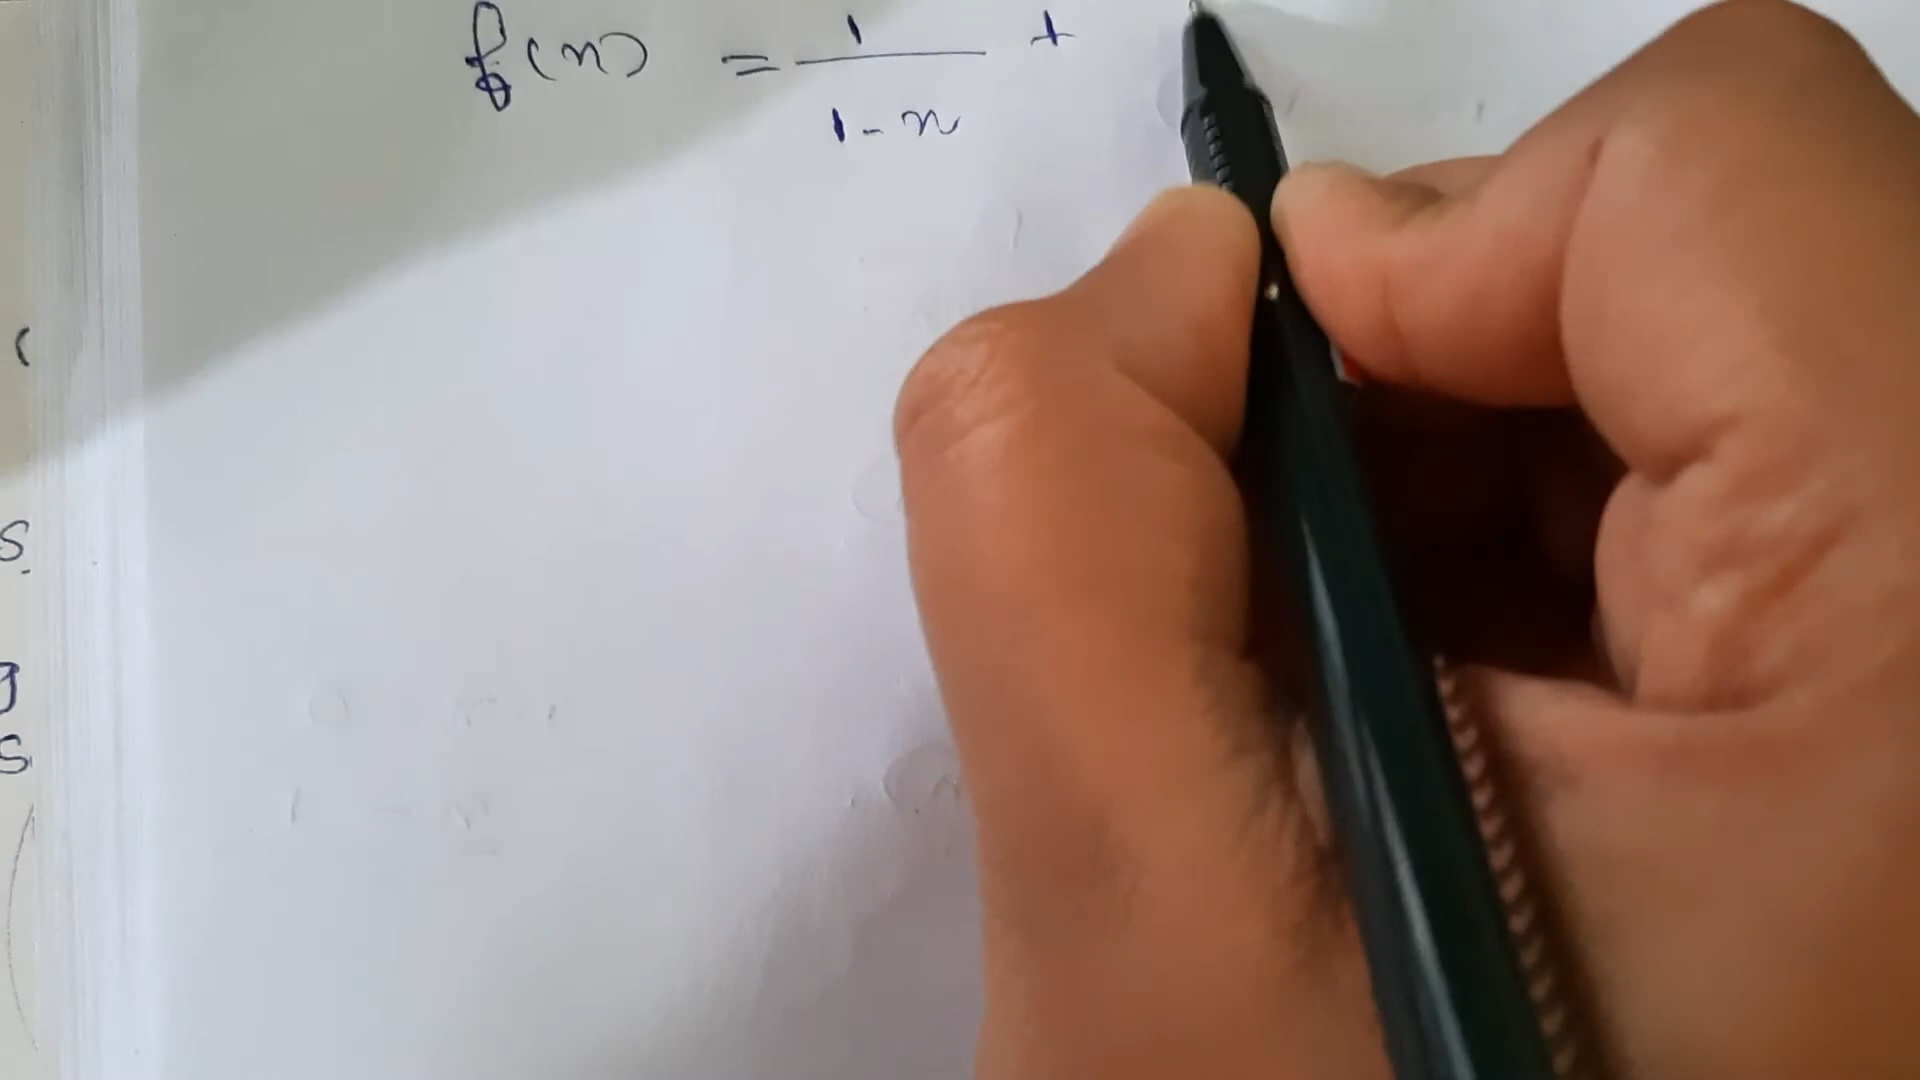 f(x) = 1/(1-x) +
S.
S